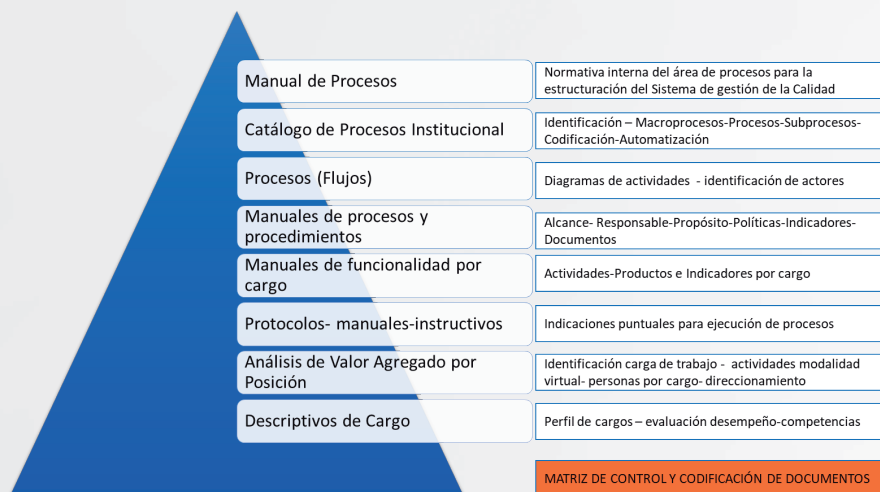 Manual de Procesos
Normativa interna del área de procesos para la
estructuración del Sistema de gestión de la Calidad
Catálogo de Procesos Institucional
Identificación – Macroprocesos-Procesos-Subprocesos-
Codificación-Automatización
Procesos (Flujos)
Diagramas de actividades - identificación de actores
Manuales de procesos y
procedimientos
Alcance- Responsable-Propósito-Políticas-Indicadores-
Documentos
Manuales de funcionalidad por
cargo
Actividades-Productos e Indicadores por cargo
Protocolos- manuales-instructivos
Indicaciones puntuales para ejecución de procesos
Análisis de Valor Agregado por
Posición
Identificación carga de trabajo - actividades modalidad
virtual- personas por cargo- direccionamiento
Descriptivos de Cargo
Perfil de cargos – evaluación desempeño-competencias
MATRIZ DE CONTROL Y CODIFICACIÓN DE DOCUMENTOS